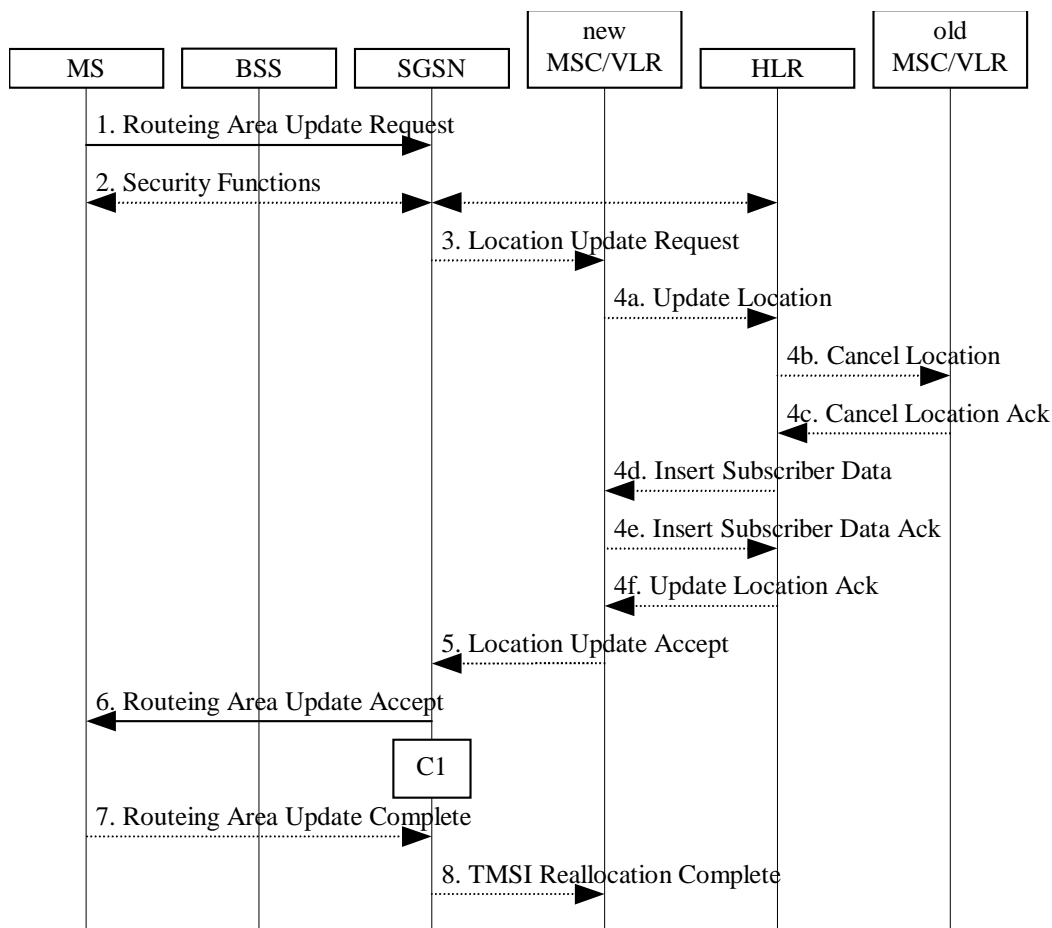 new
MSC/VLR
old
MSC/VLR
MS
BSS
SGSN
HLR
1. Routeing Area Update Request
2. Security Functions
3. Location Update Request
4a. Update Location
4b. Cancel Location
4c. Cancel Location Ack
4d. Insert Subscriber Data
4e. Insert Subscriber Data Ack
4f. Update Location Ack
5. Location Update Accept
6. Routeing Area Update Accept
C1
7. Routeing Area Update Complete
8. TMSI Reallocation Complete